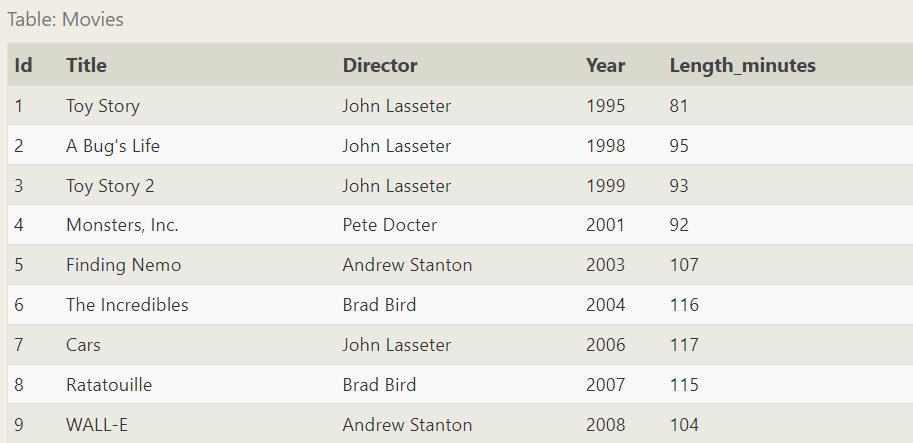 Table: Movies
Id Title Director Year Length_minutes
1 Toy Story John Lasseter 1995 81
2 A Bug's Life John Lasseter 1998 95
3 Toy Story 2 John Lasseter 1999 93
4 Monsters, Inc. Pete Docter 2001 92
5 Finding Nemo Andrew Stanton 2003 107
6 The Incredibles Brad Bird 2004 116
7 Cars John Lasseter 2006 117
8 Ratatouille Brad Bird 2007 115
9 WALL-E Andrew Stanton 2008 104